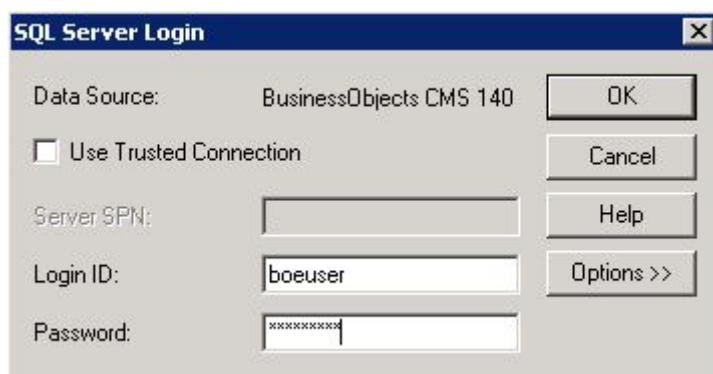 SQL Server Login
Data Source: BusinessObjects CMS 140 OK
Use Trusted Connection Cancel
Server SPN: Help
Login ID: boeuser Options >>
Password: *********